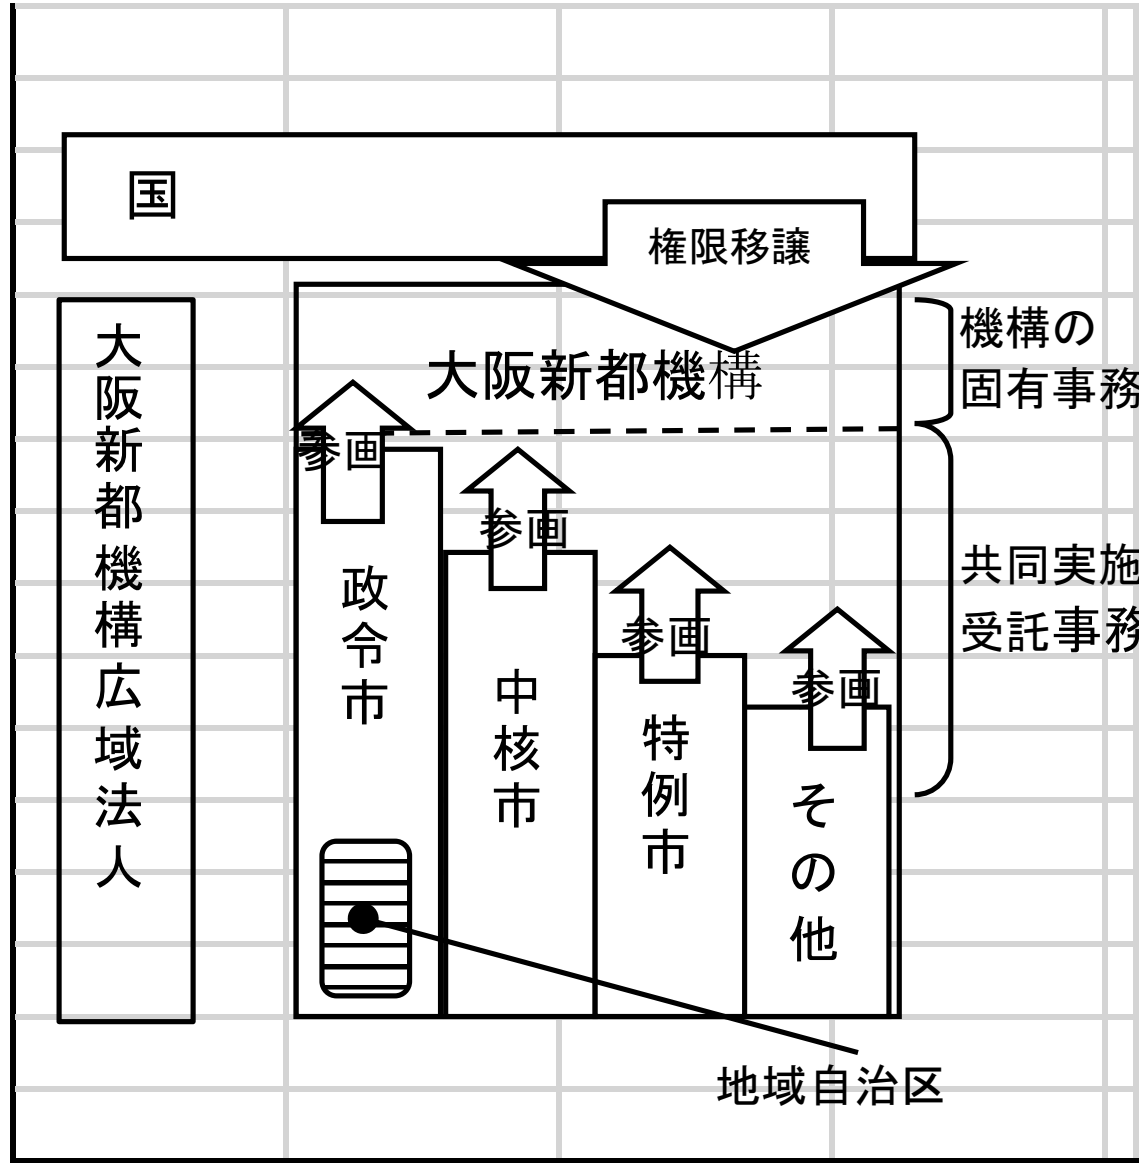 国
権限移譲
大阪新都機構広域法人
大阪新都機構
機構の
固有事務
参画
参画
参画
参画
共同実施
受託事務
政令市
中核市
特例市
その他
地域自治区